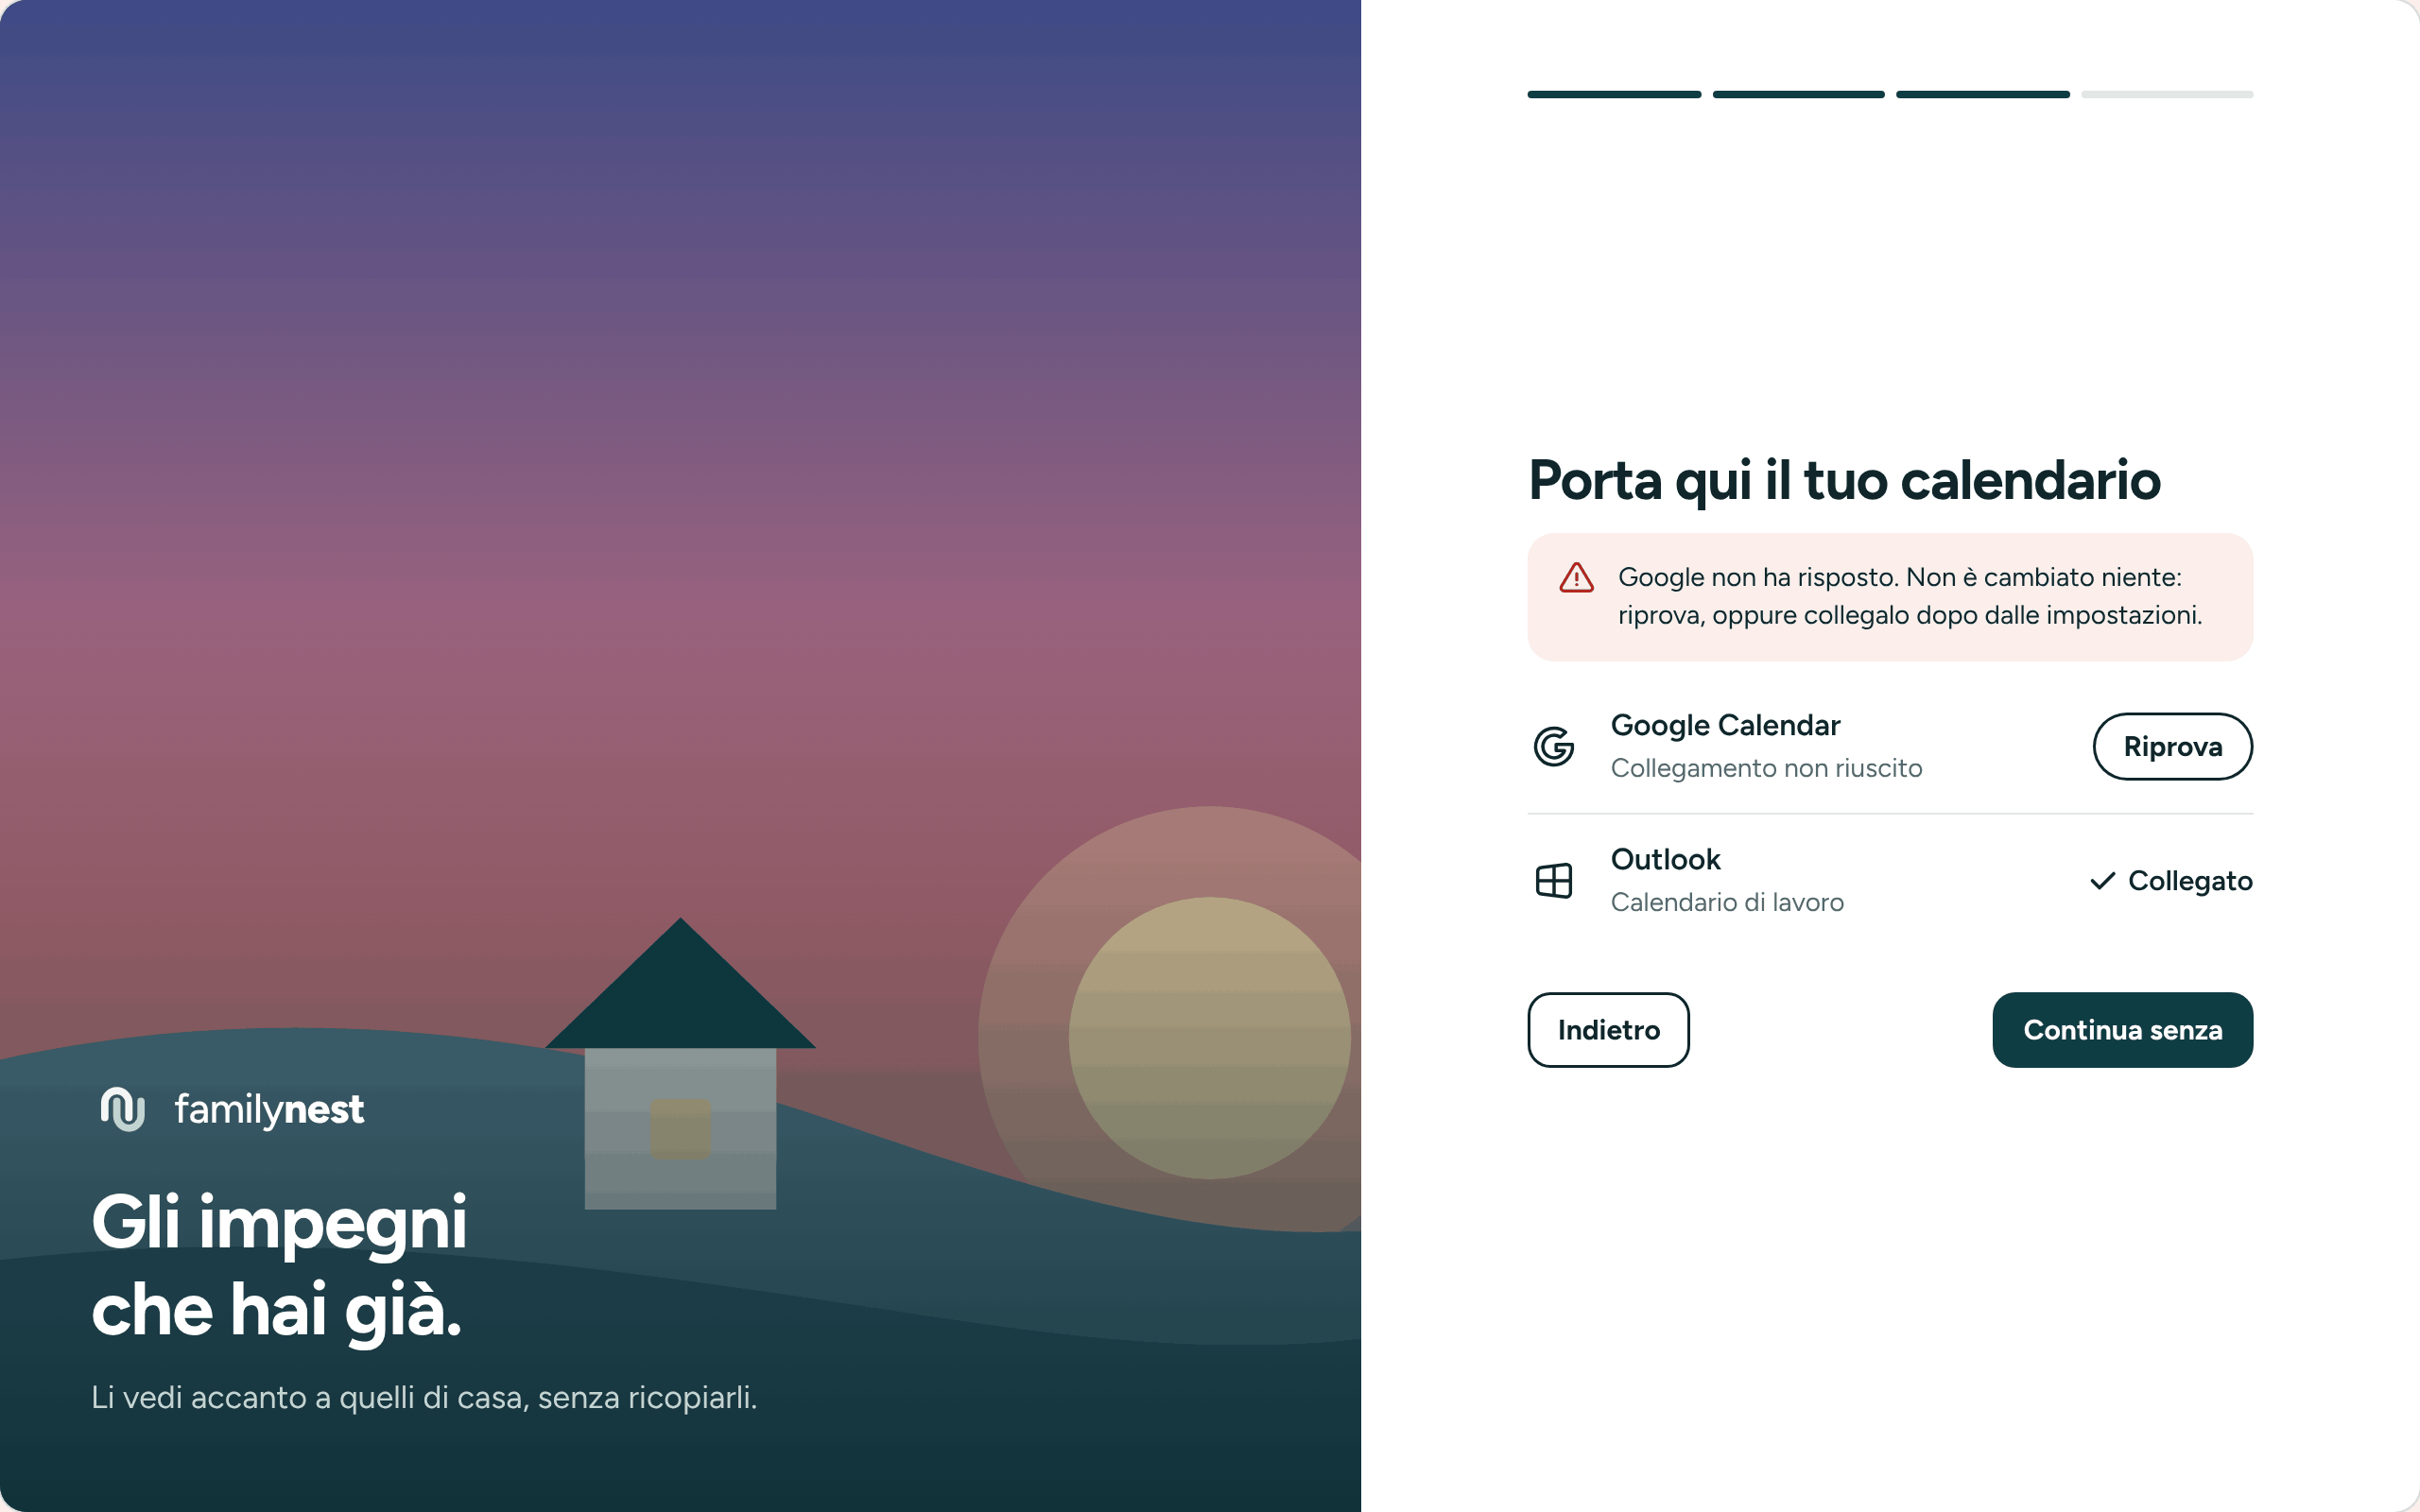 familynest
Gli impegni
che hai già.
Li vedi accanto a quelli di casa, senza ricopiarli.
Porta qui il tuo calendario
Google non ha risposto. Non è cambiato niente:
riprova, oppure collegalo dopo dalle impostazioni.
Google Calendar
Collegamento non riuscito
Riprova
Outlook
Calendario di lavoro
Collegato
Indietro
Continua senza